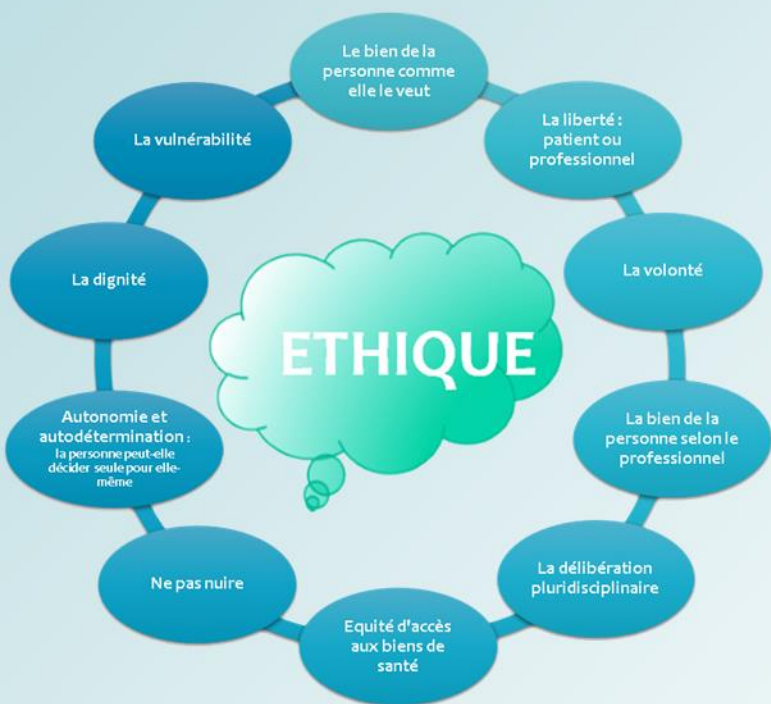 Le bien de la
personne comme
elle le veut
La liberté :
patient ou
professionnel
La volonté
La bien de la
personne selon le
professionnel
La délibération
pluridisciplinaire
Equité d'accès
aux biens de
santé
Ne pas nuire
Autonomie et
autodétermination :
la personne peut-elle
décider seule pour elle-
même
La dignité
La vulnérabilité
ETHIQUE